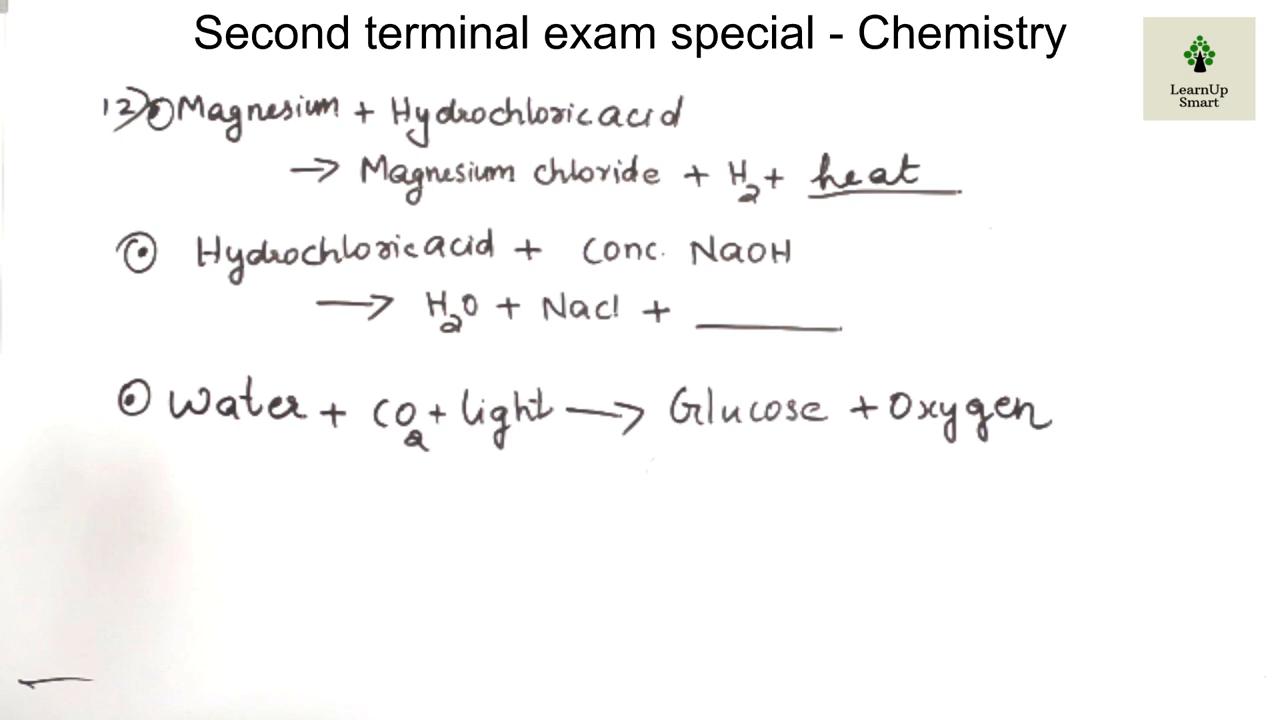 Second terminal exam special - Chemistry
LearnUp
Smart
12) Magnesium + Hydrochloric acid
→ Magnesium chloride + H₂ + heat
Hydrochloric acid + Conc. NaOH
→ H₂O + Nacl + ______
Water + CO₂ + light → Glucose + Oxygen